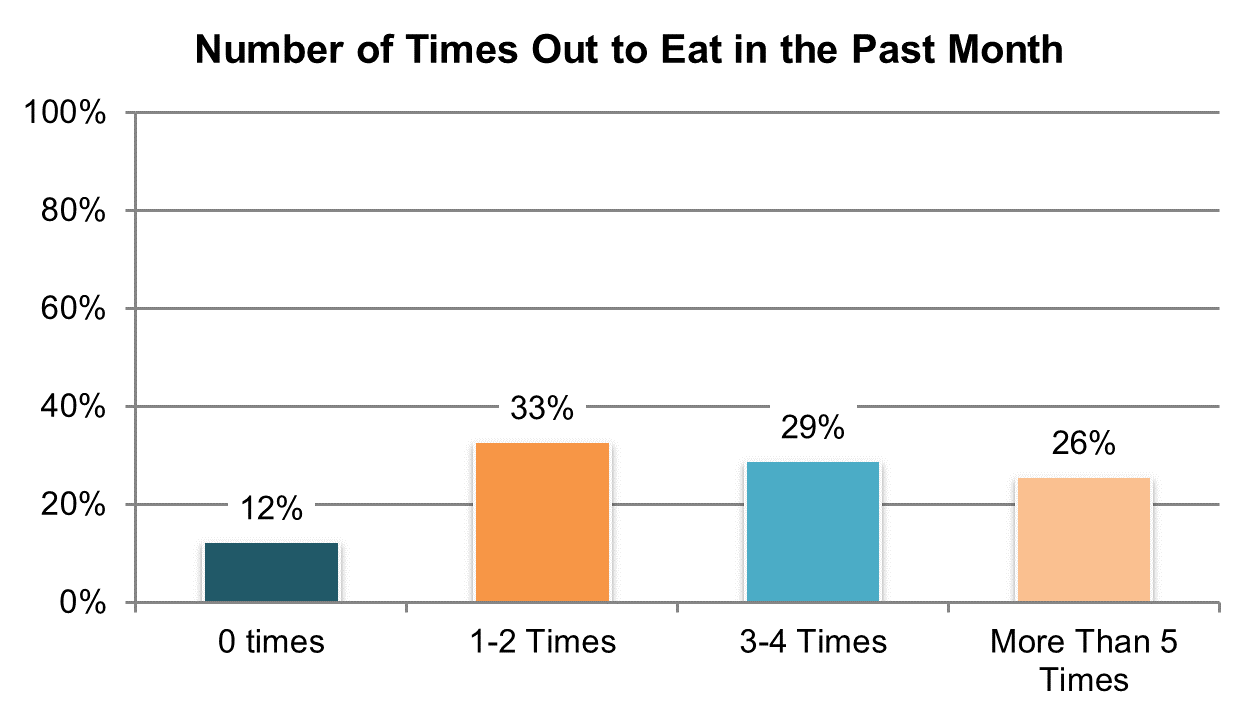 Number of Times Out to Eat in the Past Month
100%
80%
60%
40%
20%
0%
12%
33%
29%
26%
0 times
1-2 Times
3-4 Times
More Than 5
Times